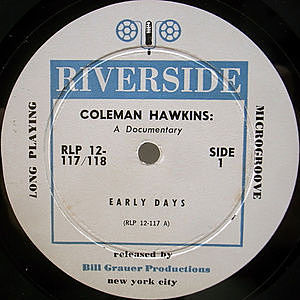 RIVERSIDE
COLEMAN HAWKINS:
A Documentary
RLP 12-
117/118
SIDE
1
LONG PLAYING
MICROGROOVE
EARLY DAYS
(RLP 12-117 A)
released by
Bill Grauer Productions
new york city